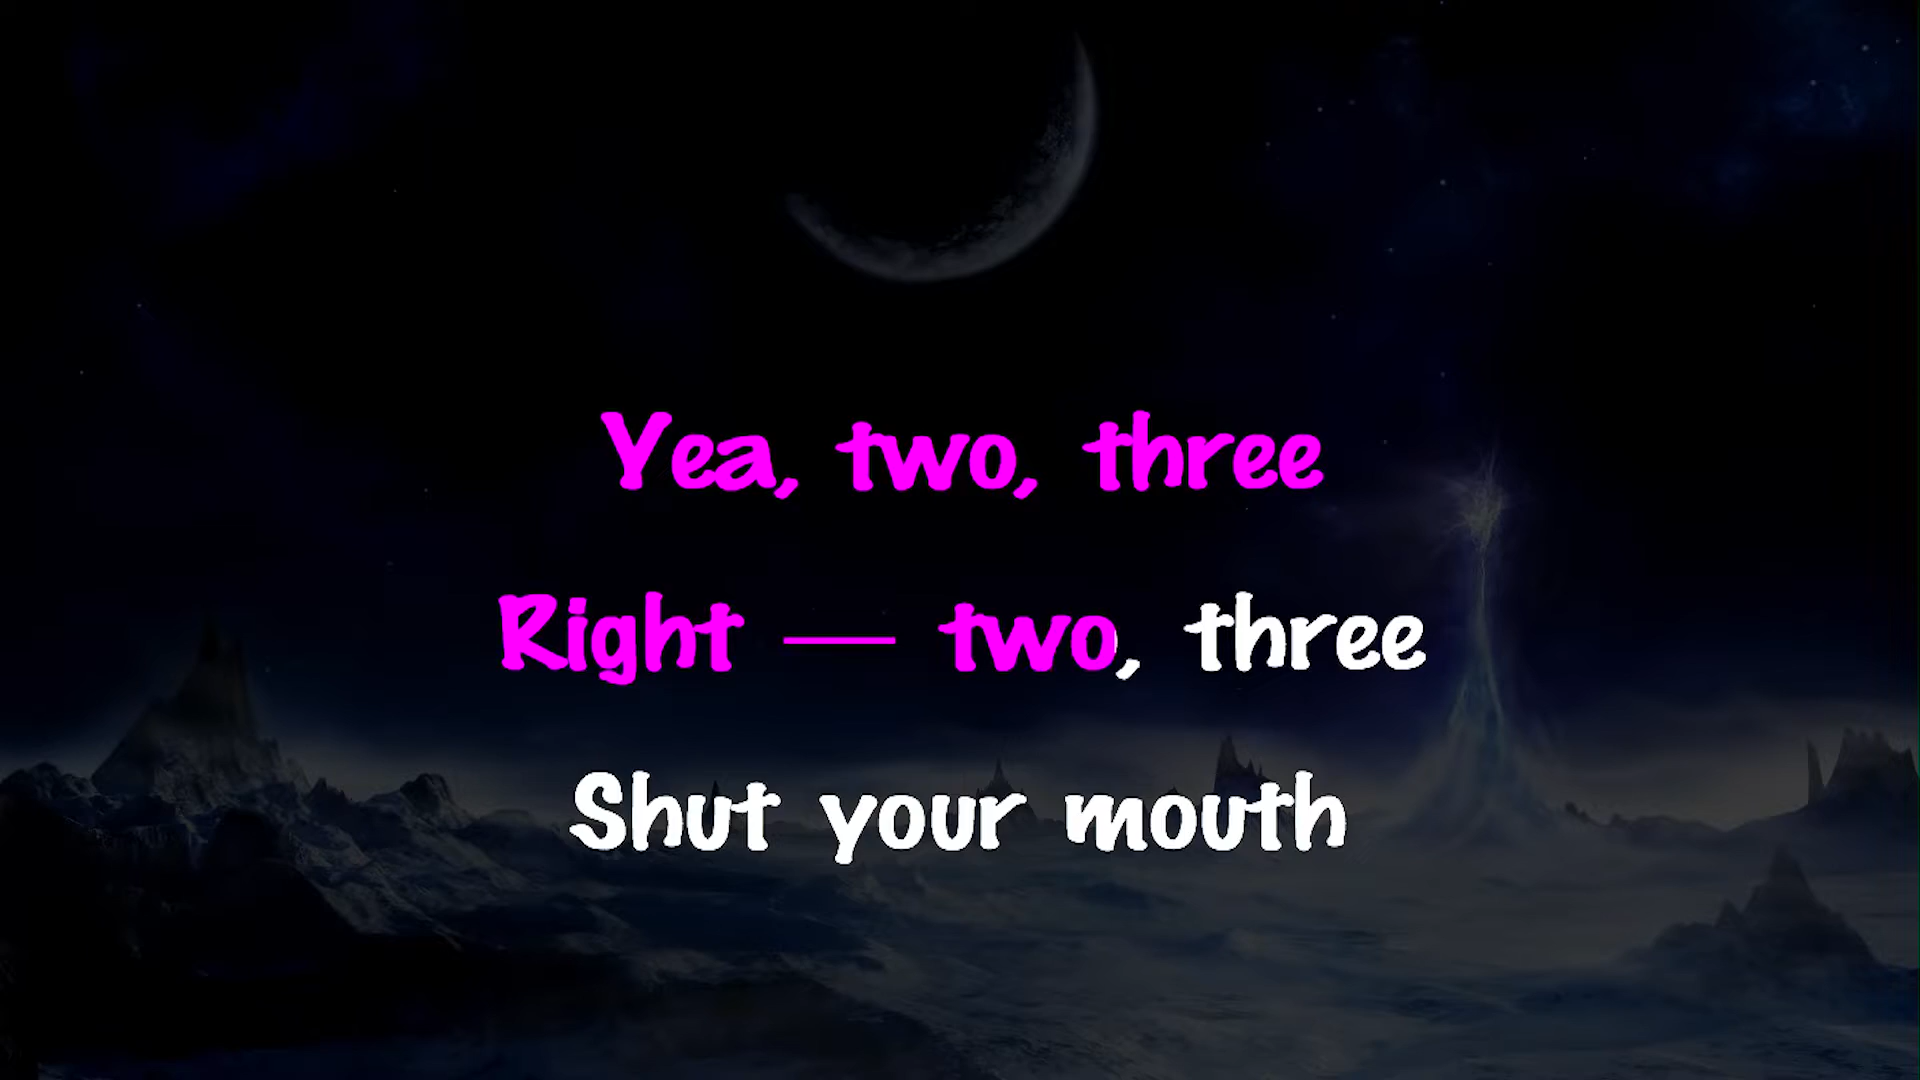 Yea, two, three
Right — two, three
Shut your mouth